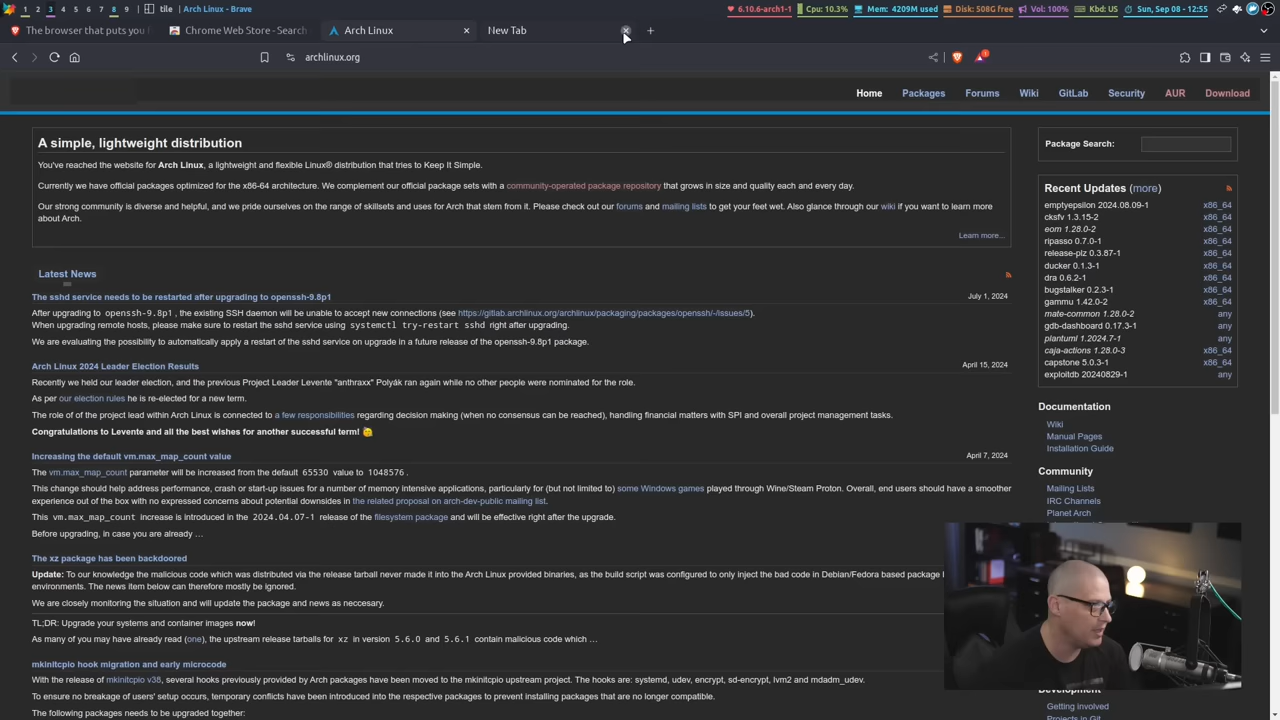 1 2 3 4 7 8 9 tile Arch Linux - Brave
6.10.6-arch1-1 Cpu: 10.3% Mem: 4209M used Disk: 508G free Vol: 100% Kbd: US Sun, Sep 08 - 12:55
The browser that puts you f
Chrome Web Store - Search
Arch Linux
New Tab
archlinux.org
Home Packages Forums Wiki GitLab Security AUR Download
A simple, lightweight distribution
You've reached the website for Arch Linux, a lightweight and flexible Linux® distribution that tries to Keep It Simple.
Currently we have official packages optimized for the x86-64 architecture. We complement our official package sets with a community-operated package repository that grows in size and quality each and every day.
Our strong community is diverse and helpful, and we pride ourselves on the range of skillsets and uses for Arch that stem from it. Please check out our forums and mailing lists to get your feet wet. Also glance through our wiki if you want to learn more
about Arch.
Learn more...
Latest News
The sshd service needs to be restarted after upgrading to openssh-9.8p1
July 1, 2024
After upgrading to openssh-9.8p1, the existing SSH daemon will be unable to accept new connections (see https://gitlab.archlinux.org/archlinux/packaging/packages/openssh/-/issues/5).
When upgrading remote hosts, please make sure to restart the sshd service using systemctl try-restart sshd right after upgrading.
We are evaluating the possibility to automatically apply a restart of the sshd service on upgrade in a future release of the openssh-9.8p1 package.
Arch Linux 2024 Leader Election Results
April 15, 2024
Recently we held our leader election, and the previous Project Leader Levente "anthraxx" Polyák ran again while no other people were nominated for the role.
As per our election rules he is re-elected for a new term.
The role of of the project lead within Arch Linux is connected to a few responsibilities regarding decision making (when no consensus can be reached), handling financial matters with SPI and overall project management tasks.
Congratulations to Levente and all the best wishes for another successful term! 🥳
Increasing the default vm.max_map_count value
April 7, 2024
The vm.max_map_count parameter will be increased from the default 65530 value to 1048576.
This change should help address performance, crash or start-up issues for a number of memory intensive applications, particularly for (but not limited to) some Windows games played through Wine/Steam Proton. Overall, end users should have a smoother
experience out of the box with no expressed concerns about potential downsides in the related proposal on arch-dev-public mailing list.
This vm.max_map_count increase is introduced in the 2024.04.07-1 release of the filesystem package and will be effective right after the upgrade.
Before upgrading, in case you are already …
The xz package has been backdoored
Update: To our knowledge the malicious code which was distributed via the release tarball never made it into the Arch Linux provided binaries, as the build script was configured to only inject the bad code in Debian/Fedora based package
environments. The news item below can therefore mostly be ignored.
We are closely monitoring the situation and will update the package and news as neccesary.
TL;DR: Upgrade your systems and container images now!
As many of you may have already read (one), the upstream release tarballs for xz in version 5.6.0 and 5.6.1 contain malicious code which …
mkinitcpio hook migration and early microcode
With the release of mkinitcpio v38, several hooks previously provided by Arch packages have been moved to the mkinitcpio upstream project. The hooks are: systemd, udev, encrypt, sd-encrypt, lvm2 and mdadm_udev.
To ensure no breakage of users' setup occurs, temporary conflicts have been introduced into the respective packages to prevent installing packages that are no longer compatible.
The following packages needs to be upgraded together:
Package Search:
Recent Updates (more)
emptyepsilon 2024.08.09-1 x86_64
cksfv 1.3.15-2 x86_64
eom 1.28.0-2 x86_64
ripasso 0.7.0-1 x86_64
release-plz 0.3.87-1 x86_64
ducker 0.1.3-1 x86_64
dra 0.6.2-1 x86_64
bugstalker 0.2.3-1 x86_64
gammu 1.42.0-2 x86_64
mate-common 1.28.0-2 any
gdb-dashboard 0.17.3-1 any
plantuml 1.2024.7-1 any
caja-actions 1.28.0-3 x86_64
capstone 5.0.3-1 x86_64
exploitdb 20240829-1 any
Documentation
Wiki
Manual Pages
Installation Guide
Community
Mailing Lists
IRC Channels
Planet Arch
Getting involved
Projects in Git